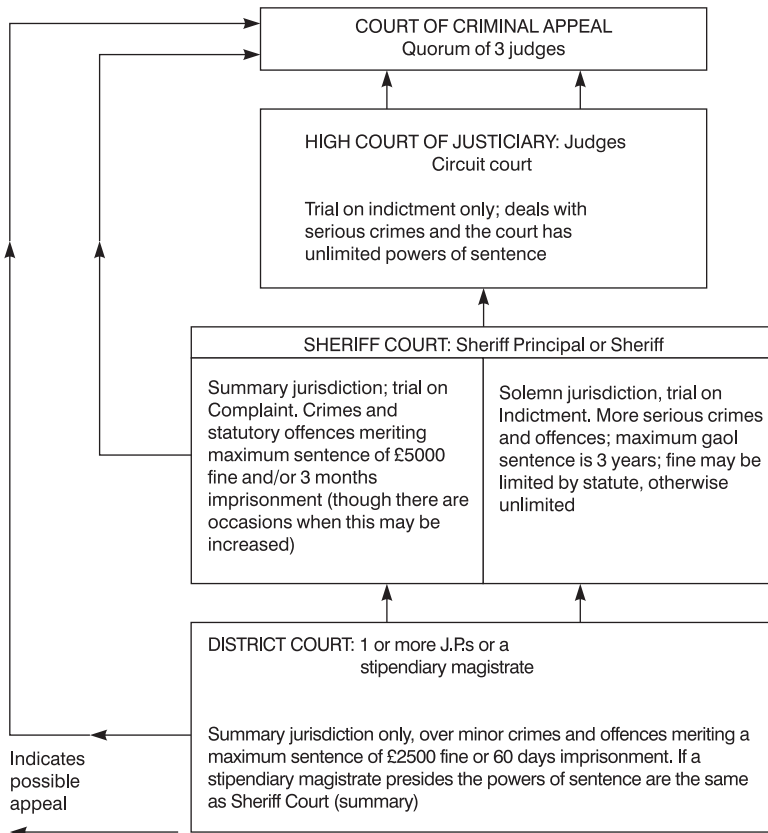 COURT OF CRIMINAL APPEAL
Quorum of 3 judges
HIGH COURT OF JUSTICIARY: Judges
Circuit court
Trial on indictment only; deals with
serious crimes and the court has
unlimited powers of sentence
SHERIFF COURT: Sheriff Principal or Sheriff
Summary jurisdiction; trial on
Complaint. Crimes and
statutory offences meriting
maximum sentence of £5000
fine and/or 3 months
imprisonment (though there are
occasions when this may be
increased)
Solemn jurisdiction, trial on
Indictment. More serious crimes
and offences; maximum gaol
sentence is 3 years; fine may be
limited by statute, otherwise
unlimited
DISTRICT COURT: 1 or more J.P.s or a
stipendiary magistrate
Summary jurisdiction only, over minor crimes and offences meriting a
maximum sentence of £2500 fine or 60 days imprisonment. If a
stipendiary magistrate presides the powers of sentence are the same
as Sheriff Court (summary)
Indicates
possible
appeal